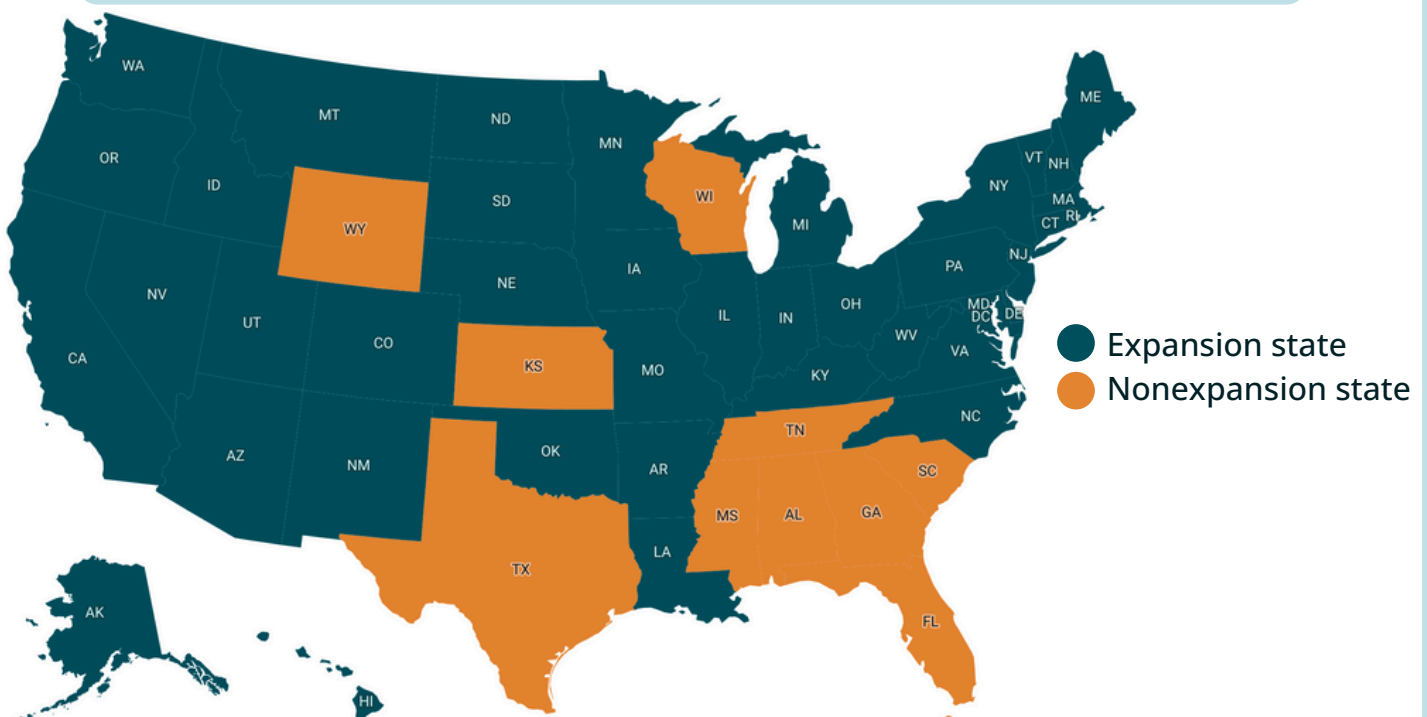 WA
MT
ND
MN
ME
OR
ID
SD
WI
MI
NY
VT
NH
MA
CT
RI
WY
NE
IA
PA
NJ
NV
UT
CO
IL
IN
OH
MD
DC
DE
WV
VA
CA
KS
MO
KY
Expansion state
Nonexpansion state
AZ
NM
OK
AR
TN
NC
SC
MS
AL
GA
TX
LA
FL
AK
HI